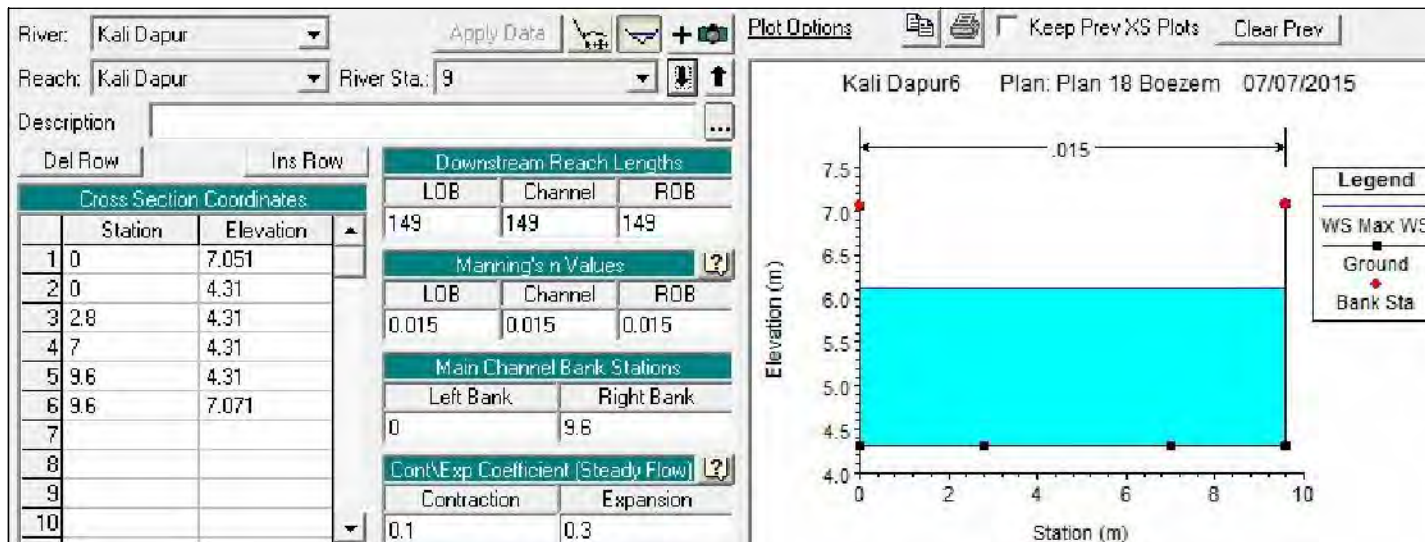 River: Kali Dapur Apply Data
Reach: Kali Dapur River Sta.: 9
Description ...
Del Row Ins Row
Cross Section Coordinates
Station Elevation
1 0 7.051
2 0 4.31
3 2.8 4.31
4 7 4.31
5 9.6 4.31
6 9.6 7.071
7
8
9
10
Downstream Reach Lengths
LOB Channel ROB
149 149 149
Manning's n Values ?
LOB Channel ROB
0.015 0.015 0.015
Main Channel Bank Stations
Left Bank Right Bank
0 9.6
Cont\Exp Coefficient (Steady Flow) ?
Contraction Expansion
0.1 0.3
Plot Options Keep Prev XS Plots Clear Prev
Kali Dapur6 Plan: Plan 18 Boezem 07/07/2015
.015
7.5
7.0
6.5
6.0
5.5
5.0
4.5
4.0
Elevation (m)
0 2 4 6 8 10
Station (m)
Legend
WS Max WS
Ground
Bank Sta